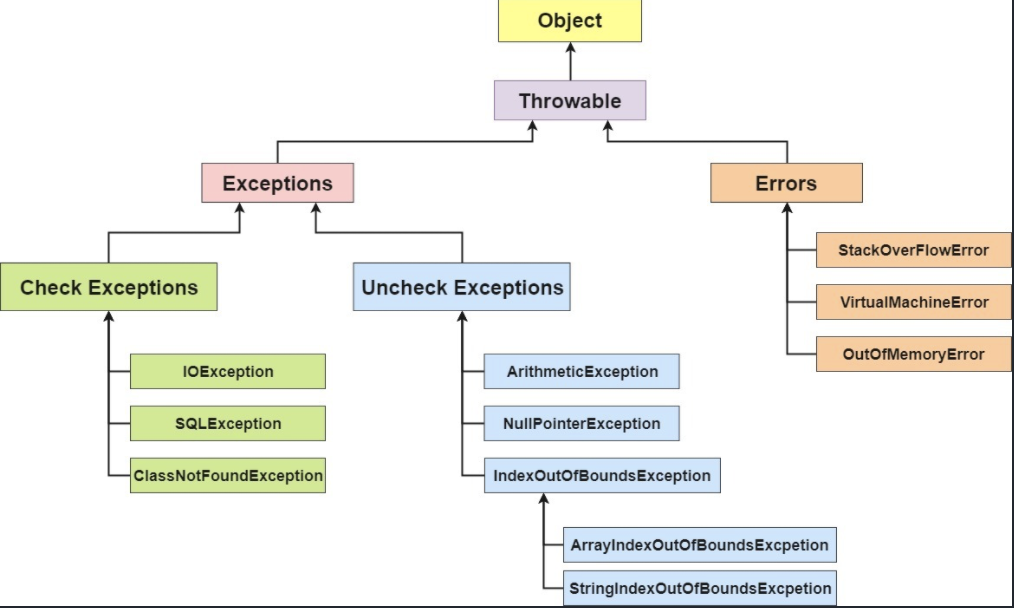 Object
Throwable
Exceptions
Errors
Check Exceptions
Uncheck Exceptions
StackOverFlowError
VirtualMachineError
OutOfMemoryError
IOException
SQLException
ClassNotFoundException
ArithmeticException
NullPointerException
IndexOutOfBoundsException
ArrayIndexOutOfBoundsExcpetion
StringIndexOutOfBoundsExcpetion